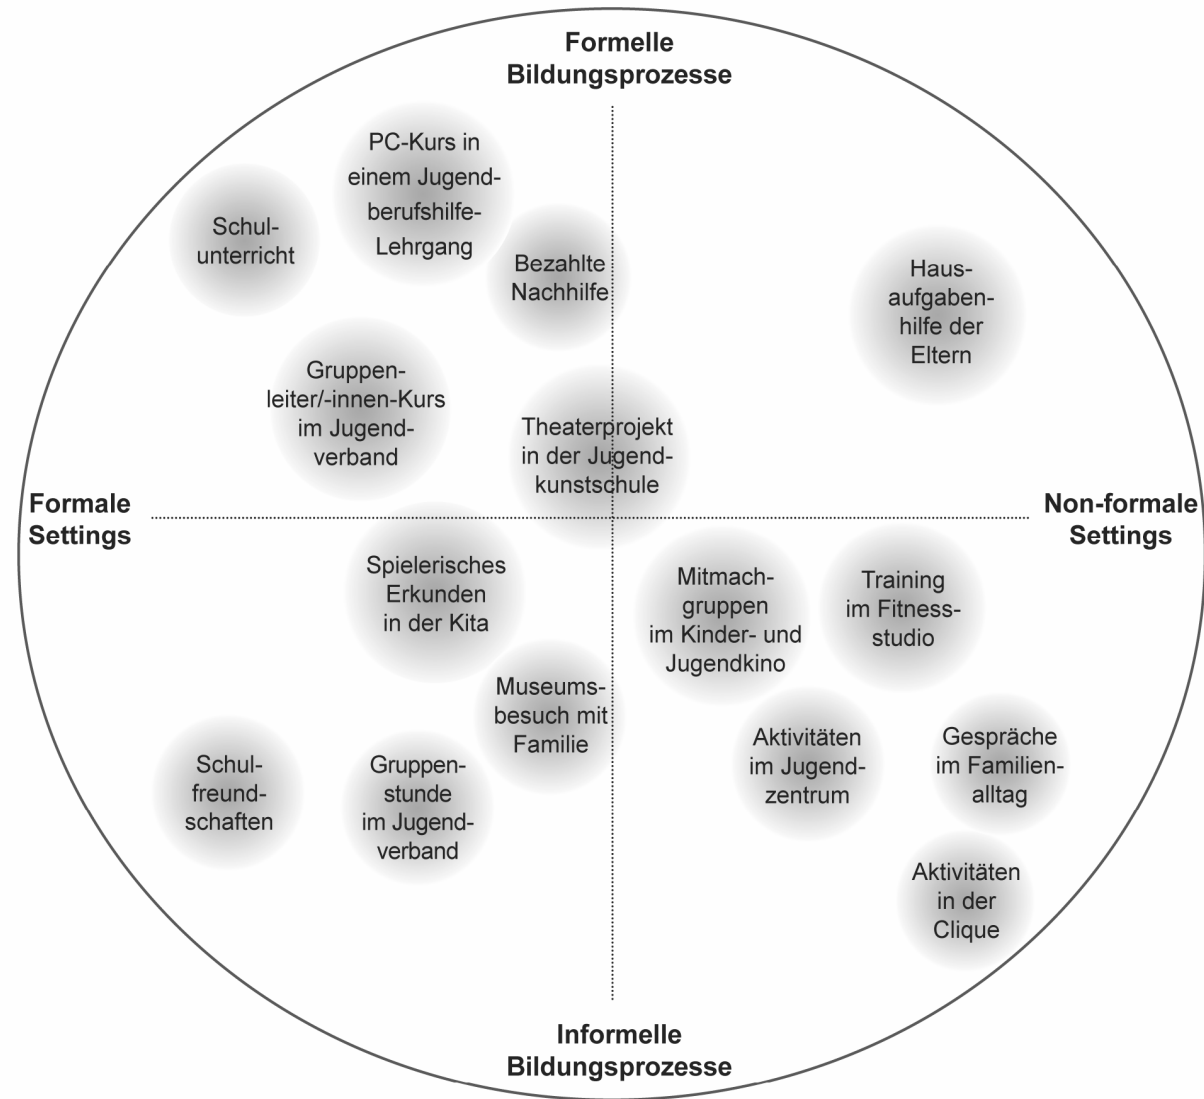 Formelle
Bildungsprozesse
PC-Kurs in
einem Jugend-
berufshilfe-
Lehrgang
Schul-
unterricht
Bezahlte
Nachhilfe
Haus-
aufgaben-
hilfe der
Eltern
Gruppen-
leiter/-innen-Kurs
im Jugend-
verband
Theaterprojekt
in der Jugend-
kunstschule
Formale
Settings
Non-formale
Settings
Spielerisches
Erkunden
in der Kita
Mitmach-
gruppen
im Kinder- und
Jugendkino
Training
im Fitness-
studio
Museums-
besuch mit
Familie
Schul-
freund-
schaften
Gruppen-
stunde
im Jugend-
verband
Aktivitäten
im Jugend-
zentrum
Gespräche
im Familien-
alltag
Aktivitäten
in der
Clique
Informelle
Bildungsprozesse